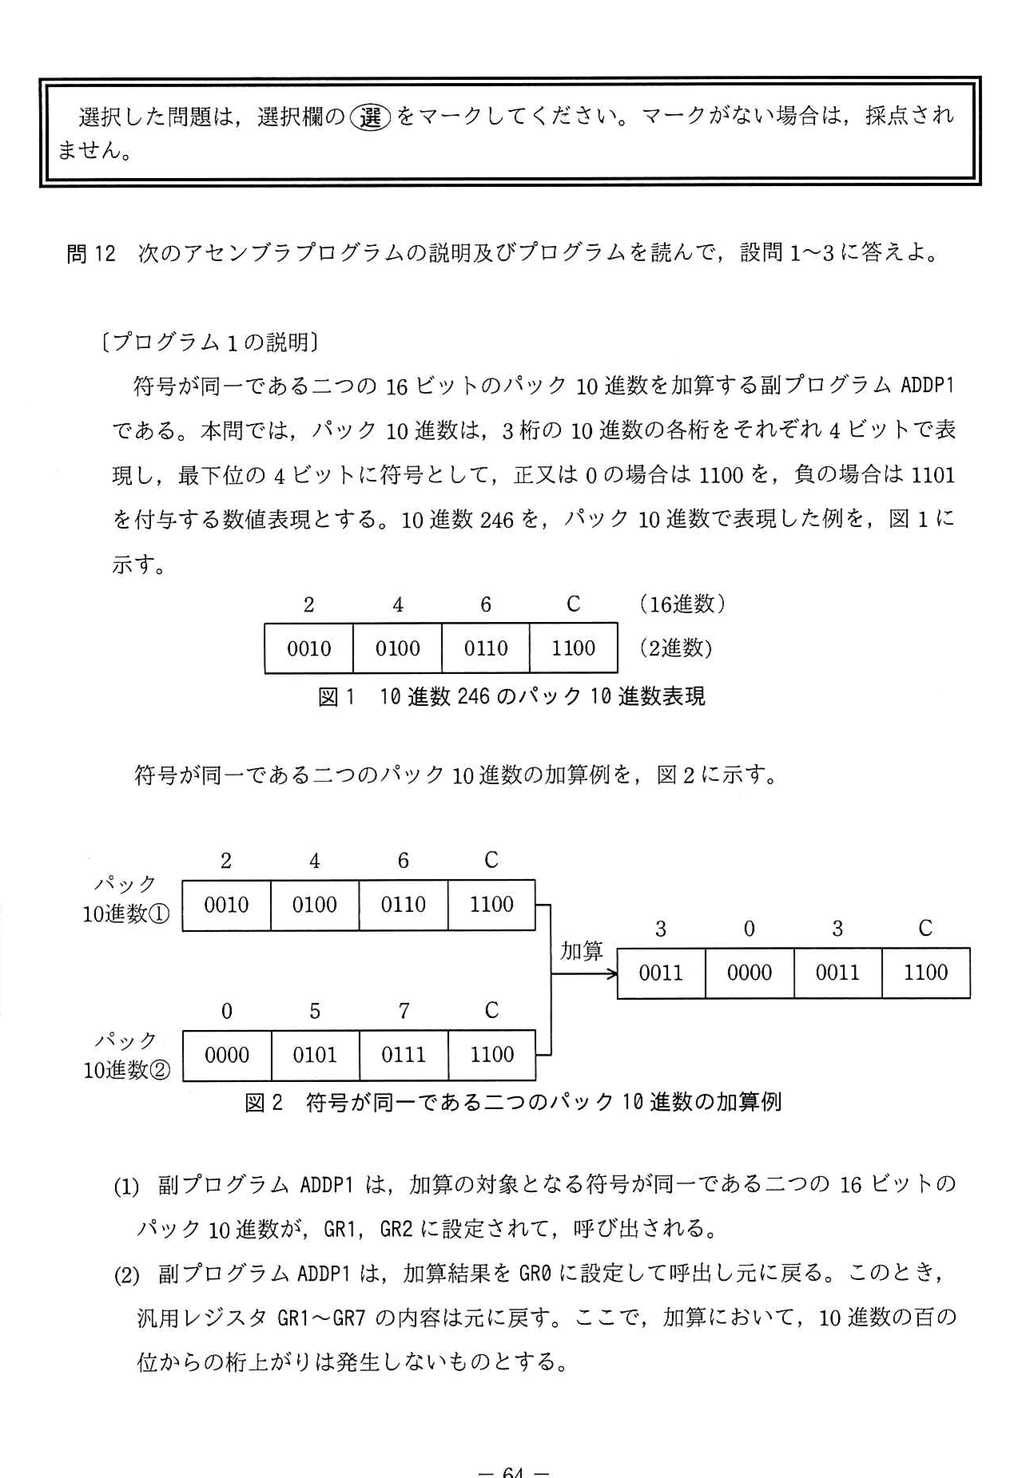 選択した問題は，選択欄の㊟をマークしてください。マークがない場合は，採点され
ません。
問 12　次のアセンブラプログラムの説明及びプログラムを読んで，設問 1～3 に答えよ。
〔プログラム 1 の説明〕
符号が同一である二つの 16 ビットのパック 10 進数を加算する副プログラム ADDP1
である。本問では，パック 10 進数は，3 桁の 10 進数の各桁をそれぞれ 4 ビットで表
現し，最下位の 4 ビットに符号として，正又は 0 の場合は 1100 を，負の場合は 1101
を付与する数値表現とする。10 進数 246 を，パック 10 進数で表現した例を，図 1 に
示す。
2 4 6 C （16進数）
0010 0100 0110 1100 （2進数）
図 1　10 進数 246 のパック 10 進数表現
符号が同一である二つのパック 10 進数の加算例を，図 2 に示す。
2 4 6 C
パック
10進数①
0010 0100 0110 1100
加算
3 0 3 C
0011 0000 0011 1100
0 5 7 C
パック
10進数②
0000 0101 0111 1100
図 2　符号が同一である二つのパック 10 進数の加算例
(1)　副プログラム ADDP1 は，加算の対象となる符号が同一である二つの 16 ビットの
パック 10 進数が，GR1，GR2 に設定されて，呼び出される。
(2)　副プログラム ADDP1 は，加算結果を GR0 に設定して呼出し元に戻る。このとき，
汎用レジスタ GR1～GR7 の内容は元に戻す。ここで，加算において，10 進数の百の
位からの桁上がりは発生しないものとする。
－ 64 －